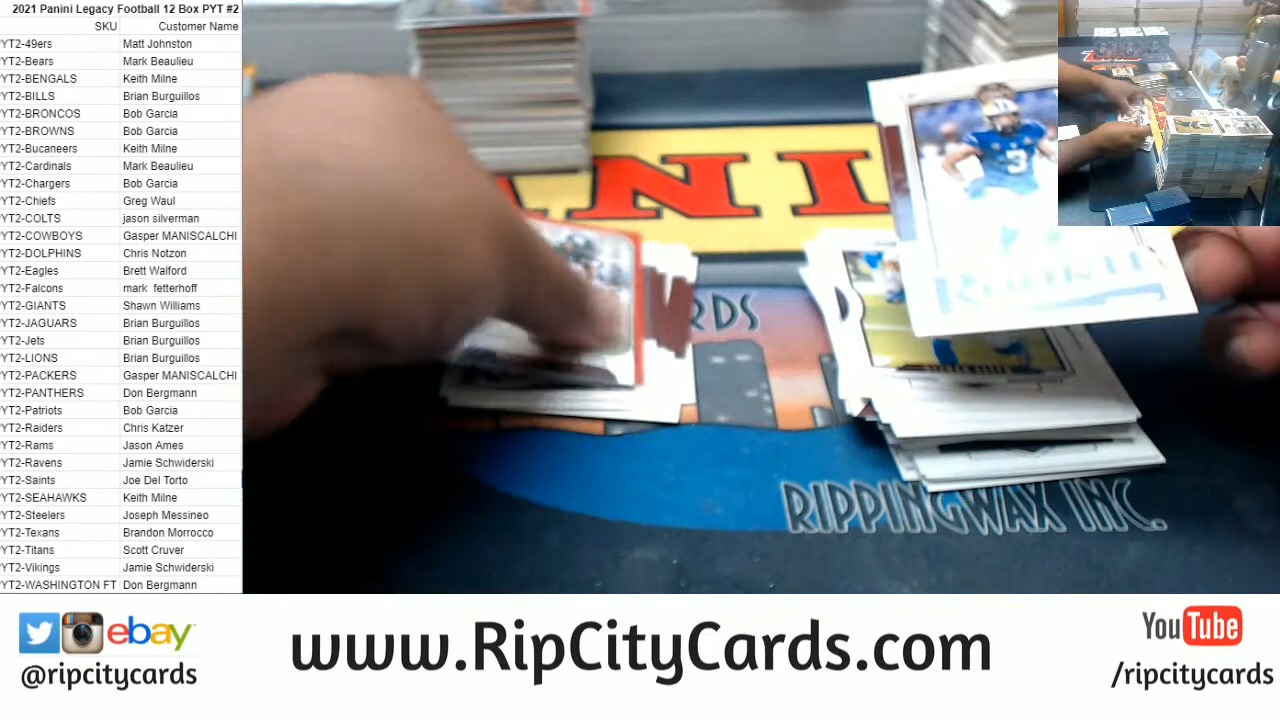 2021 Panini Legacy Football 12 Box PYT #2
SKU Customer Name
YT2-49ers Matt Johnston
YT2-Bears Mark Beaulieu
YT2-BENGALS Keith Milne
YT2-BILLS Brian Burguillos
YT2-BRONCOS Bob Garcia
YT2-BROWNS Bob Garcia
YT2-Bucaneers Keith Milne
YT2-Cardinals Mark Beaulieu
YT2-Chargers Bob Garcia
YT2-Chiefs Greg Waul
YT2-COLTS jason silverman
YT2-COWBOYS Gasper MANISCALCHI
YT2-DOLPHINS Chris Notzon
YT2-Eagles Brett Walford
YT2-Falcons mark fetterhoff
YT2-GIANTS Shawn Williams
YT2-JAGUARS Brian Burguillos
YT2-Jets Brian Burguillos
YT2-LIONS Brian Burguillos
YT2-PACKERS Gasper MANISCALCHI
YT2-PANTHERS Don Bergmann
YT2-Patriots Bob Garcia
YT2-Raiders Chris Katzer
YT2-Rams Jason Ames
YT2-Ravens Jamie Schwiderski
YT2-Saints Joe Del Torto
YT2-SEAHAWKS Keith Milne
YT2-Steelers Joseph Messineo
YT2-Texans Brandon Morrocco
YT2-Titans Scott Cruver
YT2-Vikings Jamie Schwiderski
YT2-WASHINGTON FT Don Bergmann
NINI
RDS
RIPPINGWAX INC.
ebay
@ripcitycards
www.RipCityCards.com
YouTube
/ripcitycards